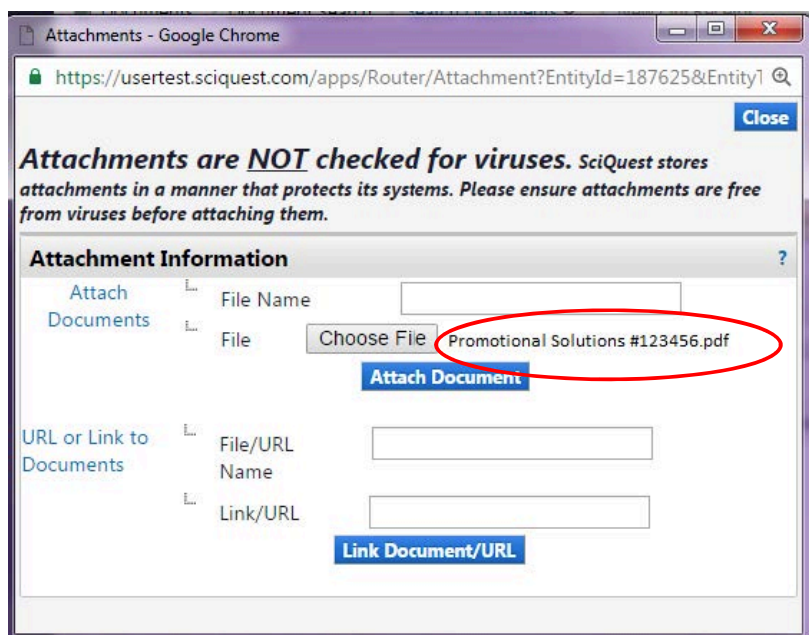 Attachments - Google Chrome
https://usertest.sciquest.com/apps/Router/Attachment?EntityId=187625&EntityT
Close
Attachments are NOT checked for viruses. SciQuest stores
attachments in a manner that protects its systems. Please ensure attachments are free
from viruses before attaching them.
Attachment Information ?
Attach Documents
File Name
File Choose File Promotional Solutions #123456.pdf
Attach Document
URL or Link to Documents
File/URL Name
Link/URL
Link Document/URL